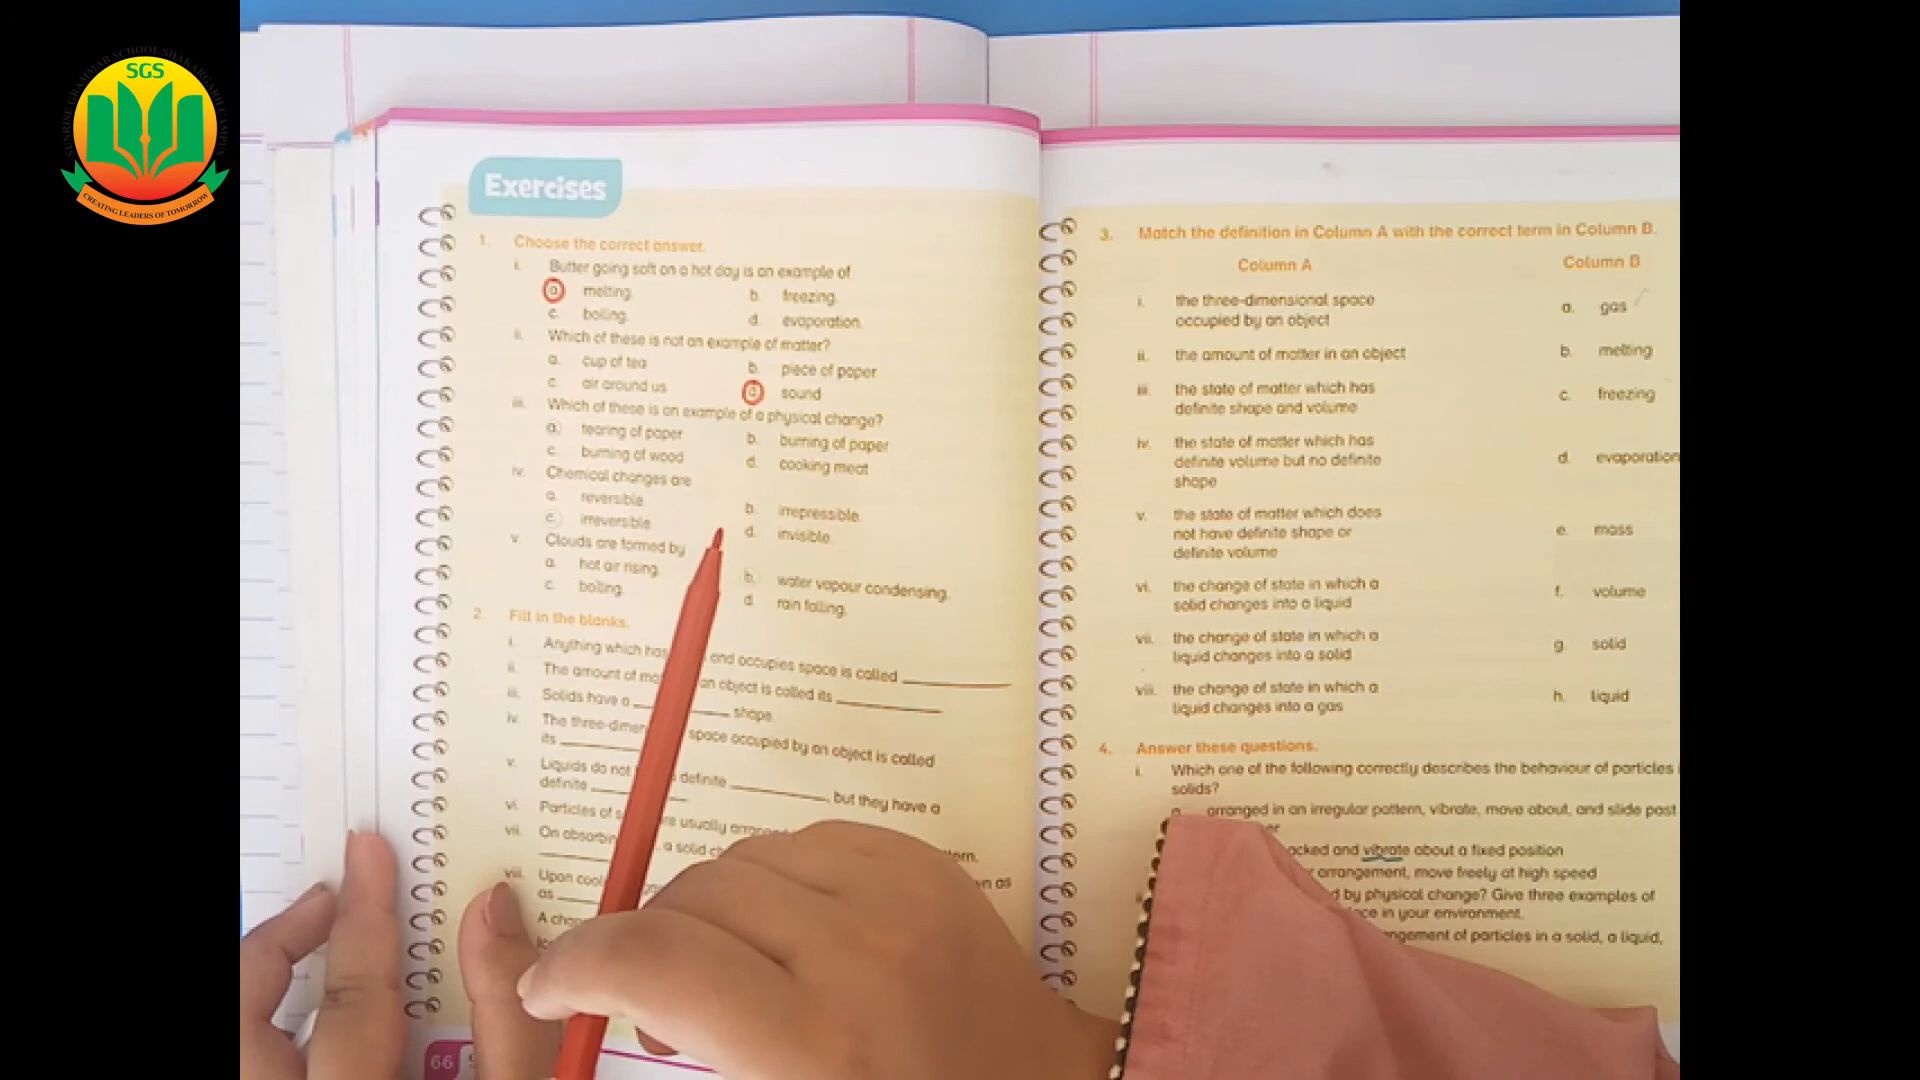 SUNRISE GRAMMAR SCHOOL SHAKARGARH CAMPUS
SGS
CREATING LEADERS OF TOMORROW
Exercises
1. Choose the correct answer.
i. Butter going soft on a hot day is an example of
a. melting. b. freezing.
c. boiling. d. evaporation.
ii. Which of these is not an example of matter?
a. cup of tea b. piece of paper
c. air around us d. sound
iii. Which of these is an example of a physical change?
a. tearing of paper b. burning of paper
c. burning of wood d. cooking meat
iv. Chemical changes are
a. reversible. b. irrepressible.
c. irreversible. d. invisible.
v. Clouds are formed by
a. hot air rising. b. water vapour condensing.
c. boiling. d. rain falling.
2. Fill in the blanks.
i. Anything which has and occupies space is called
ii. The amount of an object is called its
iii. Solids have a shape.
iv. The space occupied by an object is called
its
v. Liquids do not definite , but they have a
definite
vi. Particles of usually
vii. On , a solid
as
viii. Upon
as
A
66
3. Match the definition in Column A with the correct term in Column B.
Column A Column B
i. the three-dimensional space a. gas
occupied by an object
ii. the amount of matter in an object b. melting
iii. the state of matter which has c. freezing
definite shape and volume
iv. the state of matter which has
definite volume but no definite d. evaporation
shape
v. the state of matter which does
not have definite shape or e. mass
definite volume
vi. the change of state in which a f. volume
solid changes into a liquid
vii. the change of state in which a g. solid
liquid changes into a solid
viii. the change of state in which a h. liquid
liquid changes into a gas
4. Answer these questions.
i. Which one of the following correctly describes the behaviour of particles
solids?
a. arranged in an irregular pattern, vibrate, move about, and slide past
and vibrate about a fixed position
arrangement, move freely at high speed
by physical change? Give three examples of
in your environment.
of particles in a solid, a liquid,